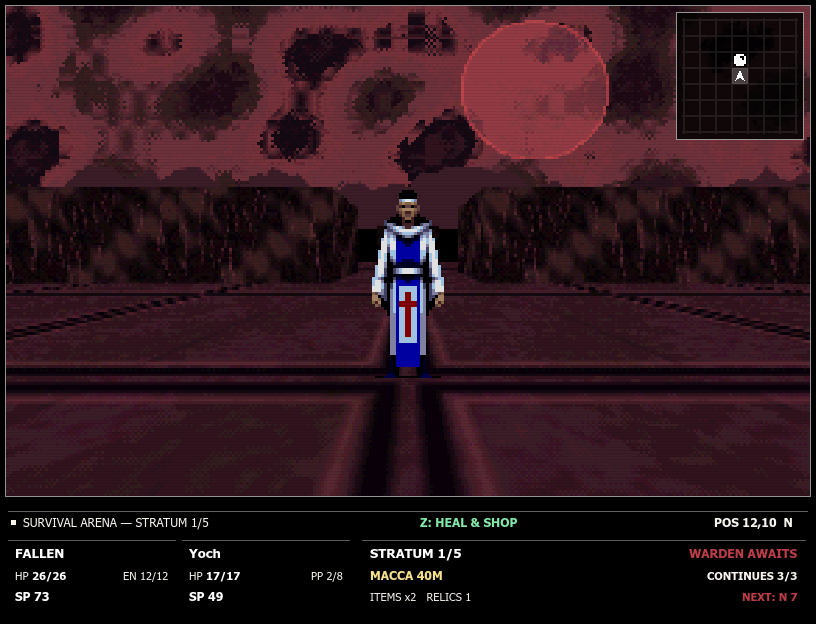 SURVIVAL ARENA — STRATUM 1/5 Z: HEAL & SHOP POS 12,10 N
FALLEN Yoch STRATUM 1/5 WARDEN AWAITS
HP 26/26 EN 12/12 HP 17/17 PP 2/8 MACCA 40M CONTINUES 3/3
SP 73 SP 49 ITEMS x2 RELICS 1 NEXT: N 7